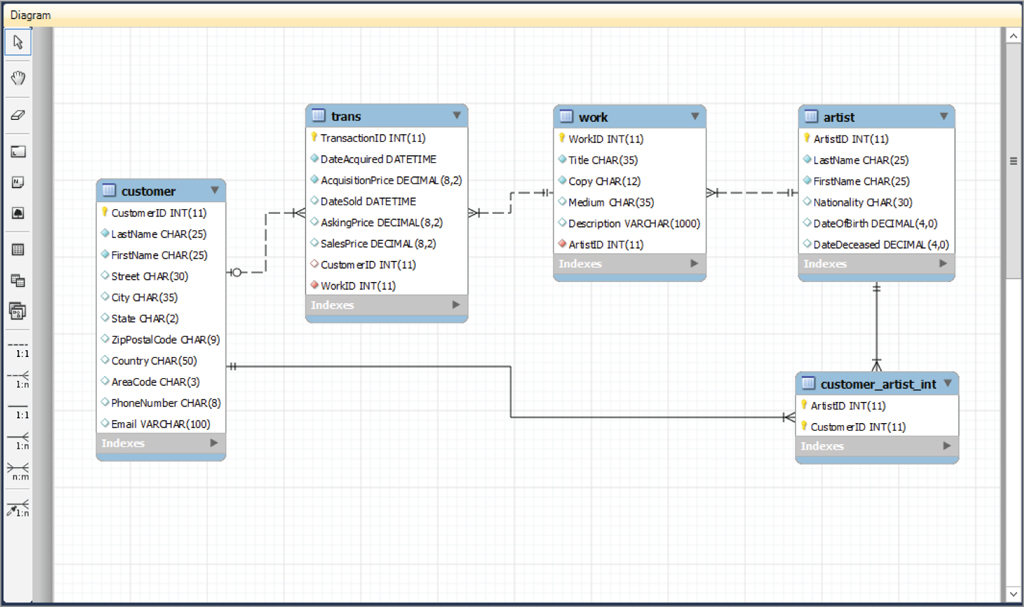 Diagram
1:1
1:n
1:1
1:n
n:m
1:n
customer
CustomerID INT(11)
LastName CHAR(25)
FirstName CHAR(25)
Street CHAR(30)
City CHAR(35)
State CHAR(2)
ZipPostalCode CHAR(9)
Country CHAR(50)
AreaCode CHAR(3)
PhoneNumber CHAR(8)
Email VARCHAR(100)
Indexes
trans
TransactionID INT(11)
DateAcquired DATETIME
AcquisitionPrice DECIMAL(8,2)
DateSold DATETIME
AskingPrice DECIMAL(8,2)
SalesPrice DECIMAL(8,2)
CustomerID INT(11)
WorkID INT(11)
Indexes
work
WorkID INT(11)
Title CHAR(35)
Copy CHAR(12)
Medium CHAR(35)
Description VARCHAR(1000)
ArtistID INT(11)
Indexes
artist
ArtistID INT(11)
LastName CHAR(25)
FirstName CHAR(25)
Nationality CHAR(30)
DateOfBirth DECIMAL(4,0)
DateDeceased DECIMAL(4,0)
Indexes
customer_artist_int
ArtistID INT(11)
CustomerID INT(11)
Indexes